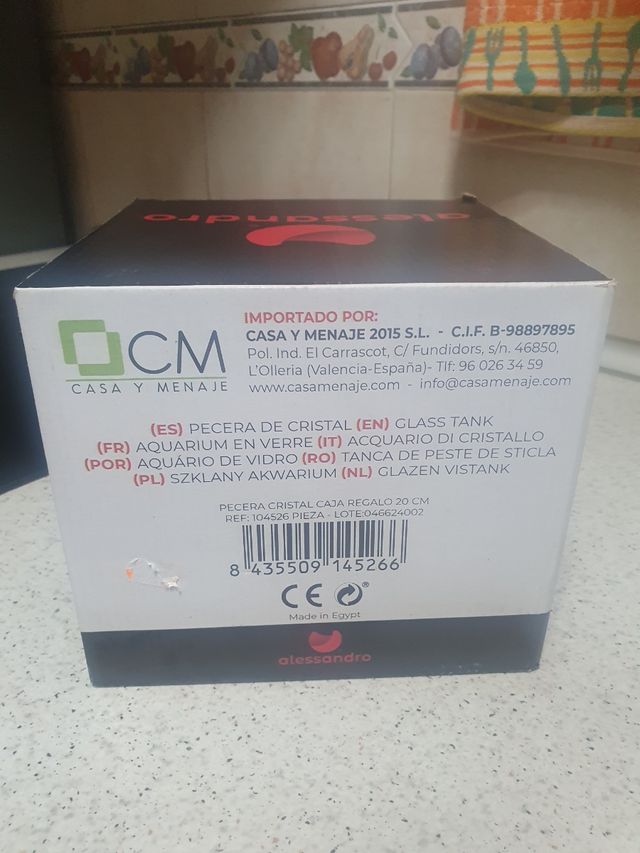 alessandro
CM
CASA Y MENAJE
IMPORTADO POR:
CASA Y MENAJE 2015 S.L. - C.I.F. B-98897895
Pol. Ind. El Carrascot, C/ Fundidors, s/n. 46850,
L'Olleria (Valencia-España)- Tlf: 96 026 34 59
www.casamenaje.com - info@casamenaje.com
(ES) PECERA DE CRISTAL (EN) GLASS TANK
(FR) AQUARIUM EN VERRE (IT) ACQUARIO DI CRISTALLO
(POR) AQUÁRIO DE VIDRO (RO) TANCA DE PESTE DE STICLA
(PL) SZKLANY AKWARIUM (NL) GLAZEN VISTANK
PECERA CRISTAL CAJA REGALO 20 CM
REF: 104526 PIEZA - LOTE:046624002
8 435509 145266
CE ®
Made in Egypt
alessandro